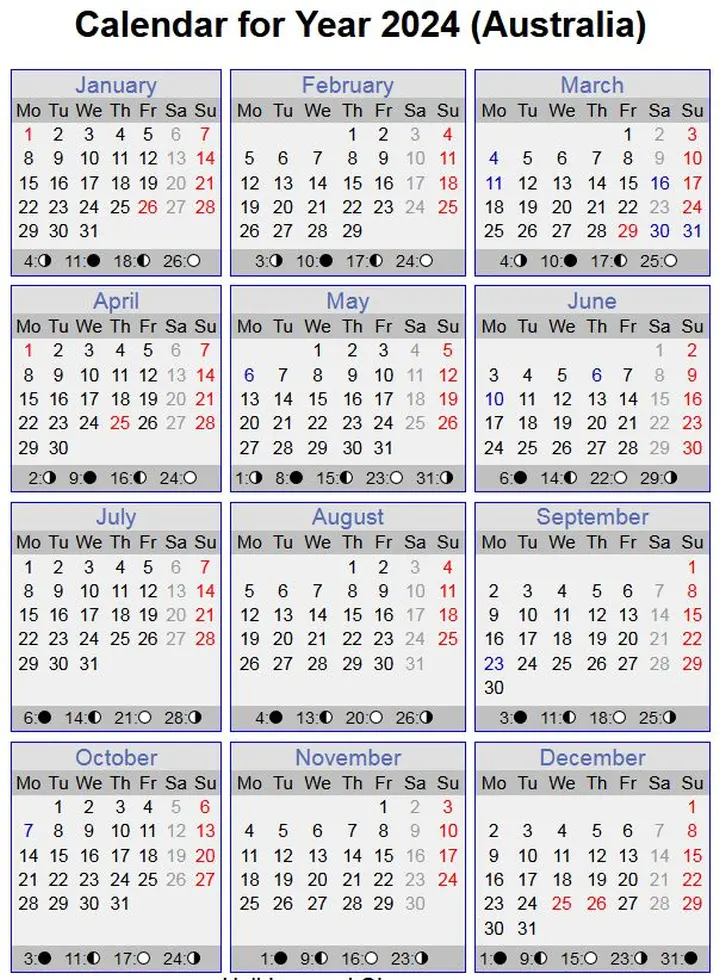 Calendar for Year 2024 (Australia)
January
Mo Tu We Th Fr Sa Su
1 2 3 4 5 6 7
8 9 10 11 12 13 14
15 16 17 18 19 20 21
22 23 24 25 26 27 28
29 30 31
4: 11: 18: 26:
February
Mo Tu We Th Fr Sa Su
1 2 3 4
5 6 7 8 9 10 11
12 13 14 15 16 17 18
19 20 21 22 23 24 25
26 27 28 29
3: 10: 17: 24:
March
Mo Tu We Th Fr Sa Su
1 2 3
4 5 6 7 8 9 10
11 12 13 14 15 16 17
18 19 20 21 22 23 24
25 26 27 28 29 30 31
4: 10: 17: 25:
April
Mo Tu We Th Fr Sa Su
1 2 3 4 5 6 7
8 9 10 11 12 13 14
15 16 17 18 19 20 21
22 23 24 25 26 27 28
29 30
2: 9: 16: 24:
May
Mo Tu We Th Fr Sa Su
1 2 3 4 5
6 7 8 9 10 11 12
13 14 15 16 17 18 19
20 21 22 23 24 25 26
27 28 29 30 31
1: 8: 15: 23: 31:
June
Mo Tu We Th Fr Sa Su
1 2
3 4 5 6 7 8 9
10 11 12 13 14 15 16
17 18 19 20 21 22 23
24 25 26 27 28 29 30
6: 14: 22: 29:
July
Mo Tu We Th Fr Sa Su
1 2 3 4 5 6 7
8 9 10 11 12 13 14
15 16 17 18 19 20 21
22 23 24 25 26 27 28
29 30 31
6: 14: 21: 28:
August
Mo Tu We Th Fr Sa Su
1 2 3 4
5 6 7 8 9 10 11
12 13 14 15 16 17 18
19 20 21 22 23 24 25
26 27 28 29 30 31
4: 13: 20: 26:
September
Mo Tu We Th Fr Sa Su
1
2 3 4 5 6 7 8
9 10 11 12 13 14 15
16 17 18 19 20 21 22
23 24 25 26 27 28 29
30
3: 11: 18: 25:
October
Mo Tu We Th Fr Sa Su
1 2 3 4 5 6
7 8 9 10 11 12 13
14 15 16 17 18 19 20
21 22 23 24 25 26 27
28 29 30 31
3: 11: 17: 24:
November
Mo Tu We Th Fr Sa Su
1 2 3
4 5 6 7 8 9 10
11 12 13 14 15 16 17
18 19 20 21 22 23 24
25 26 27 28 29 30
1: 9: 16: 23:
December
Mo Tu We Th Fr Sa Su
1
2 3 4 5 6 7 8
9 10 11 12 13 14 15
16 17 18 19 20 21 22
23 24 25 26 27 28 29
30 31
1: 9: 15: 23: 31: